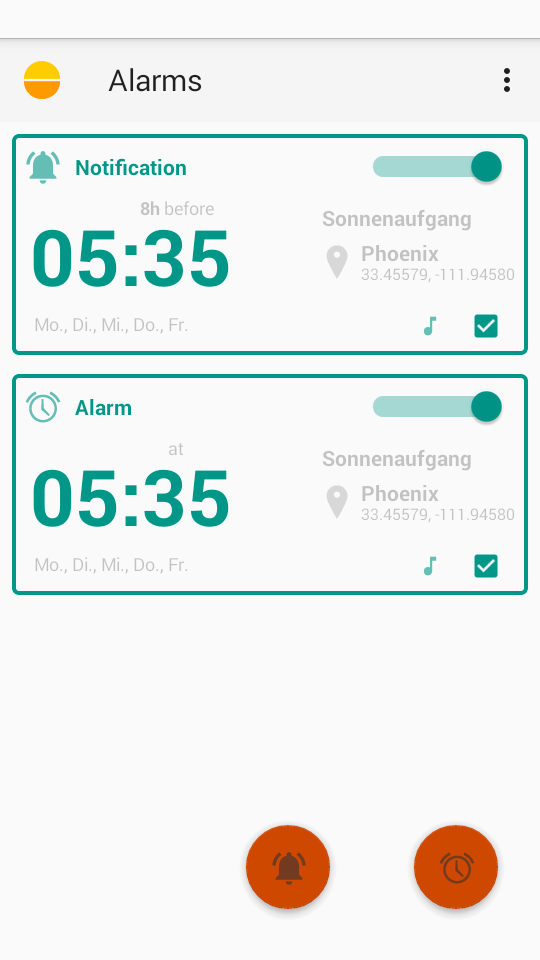 Alarms
Notification
8h before
05:35
Sonnenaufgang
Phoenix
33.45579, -111.94580
Mo., Di., Mi., Do., Fr.
Alarm
at
05:35
Sonnenaufgang
Phoenix
33.45579, -111.94580
Mo., Di., Mi., Do., Fr.